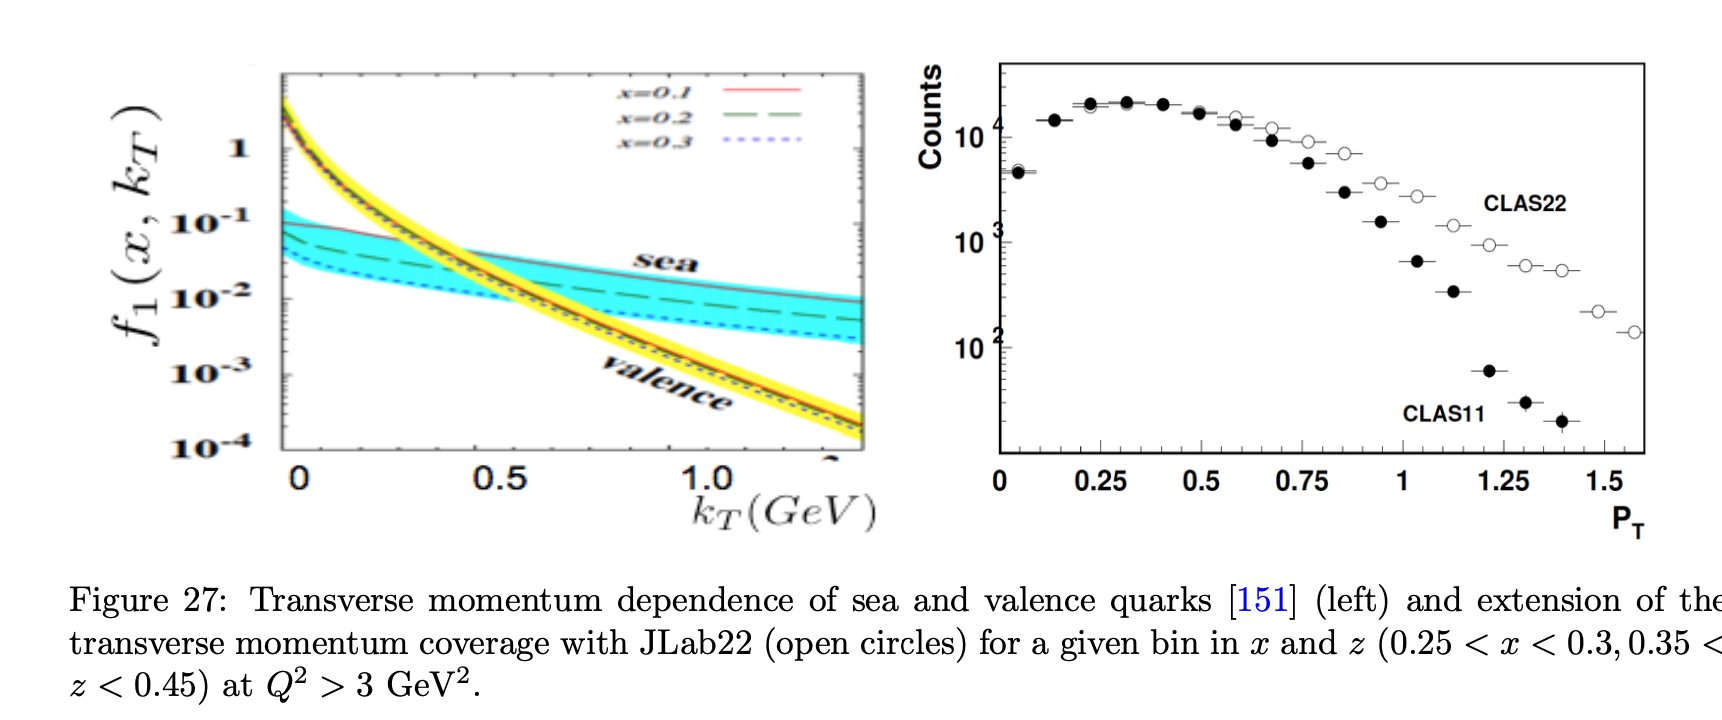 f₁(x, k_T)
1
10⁻¹
10⁻²
10⁻³
10⁻⁴
x=0.1
x=0.2
x=0.3
sea
valence
0 0.5 1.0
k_T(GeV)
Counts
10⁴
10³
10²
CLAS22
CLAS11
0 0.25 0.5 0.75 1 1.25 1.5
P_T
Figure 27: Transverse momentum dependence of sea and valence quarks [151] (left) and extension of the
transverse momentum coverage with JLab22 (open circles) for a given bin in x and z (0.25 < x < 0.3, 0.35 <
z < 0.45) at Q² > 3 GeV².